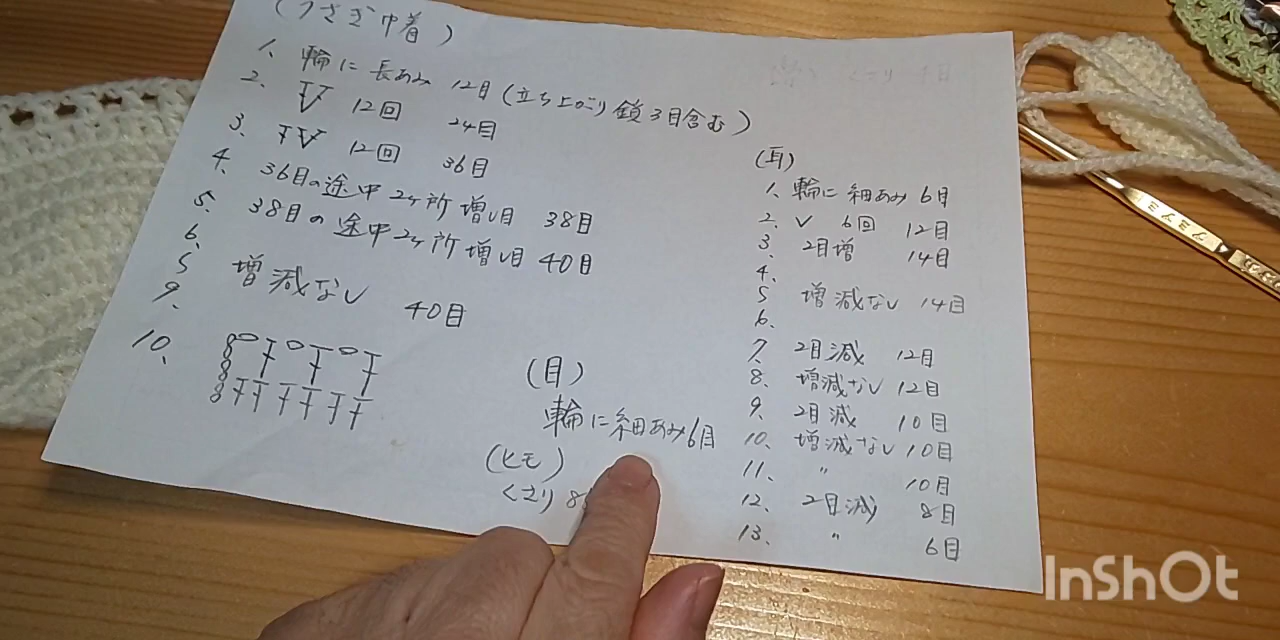 (うさぎ巾着)
1、輪に長あみ 12目(立ち上がり鎖3目含む)
2、 12回 24目
3、 12回 36目
4、36目の途中2ヶ所増し目 38目
5、38目の途中2ヶ所増し目 40目
6、
5 増減なし 40目
9、
10、
(目)
輪に細あみ6目
(ヒモ)
くさり
(耳)
1、輪に細あみ 6目
2、V 6回 12目
3、2目増 14目
4、
5 増減なし 14目
6、
7、2目減 12目
8、増減なし 12目
9、2目減 10目
10、増減なし 10目
11、〃 10目
12、2目減 8目
13、〃 6目
InShOt